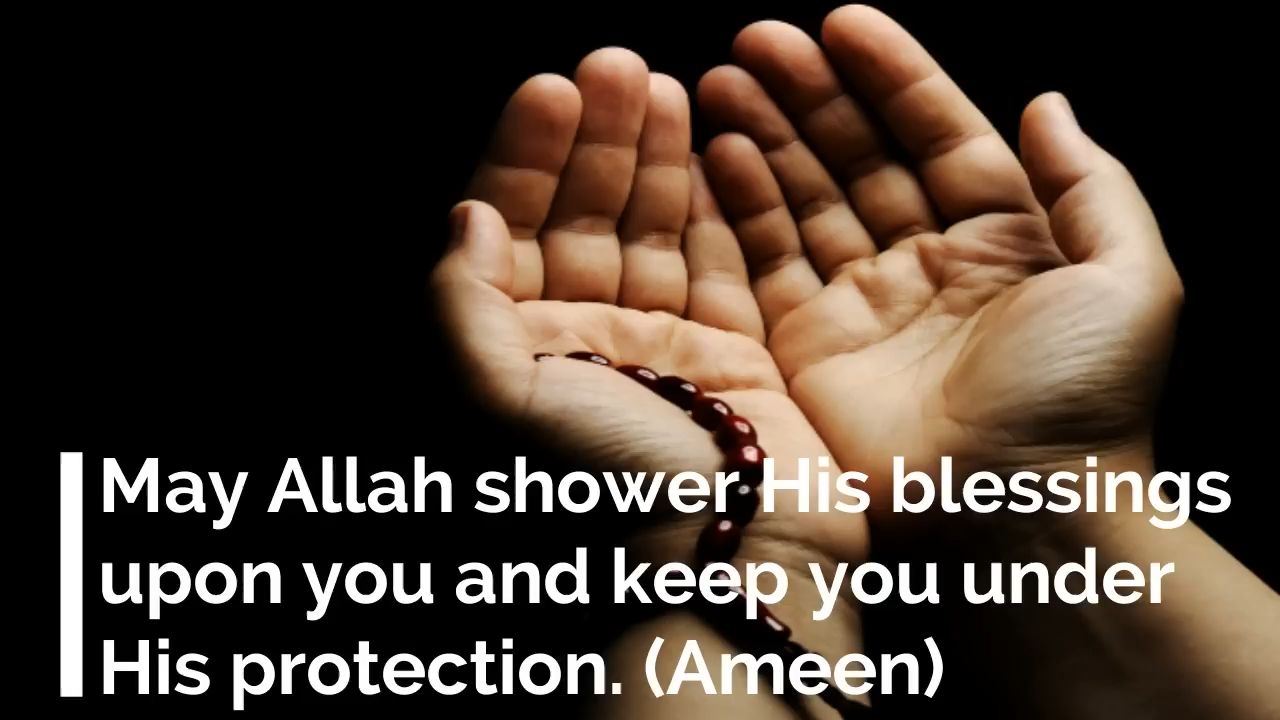 May Allah shower His blessings
upon you and keep you under
His protection. (Ameen)